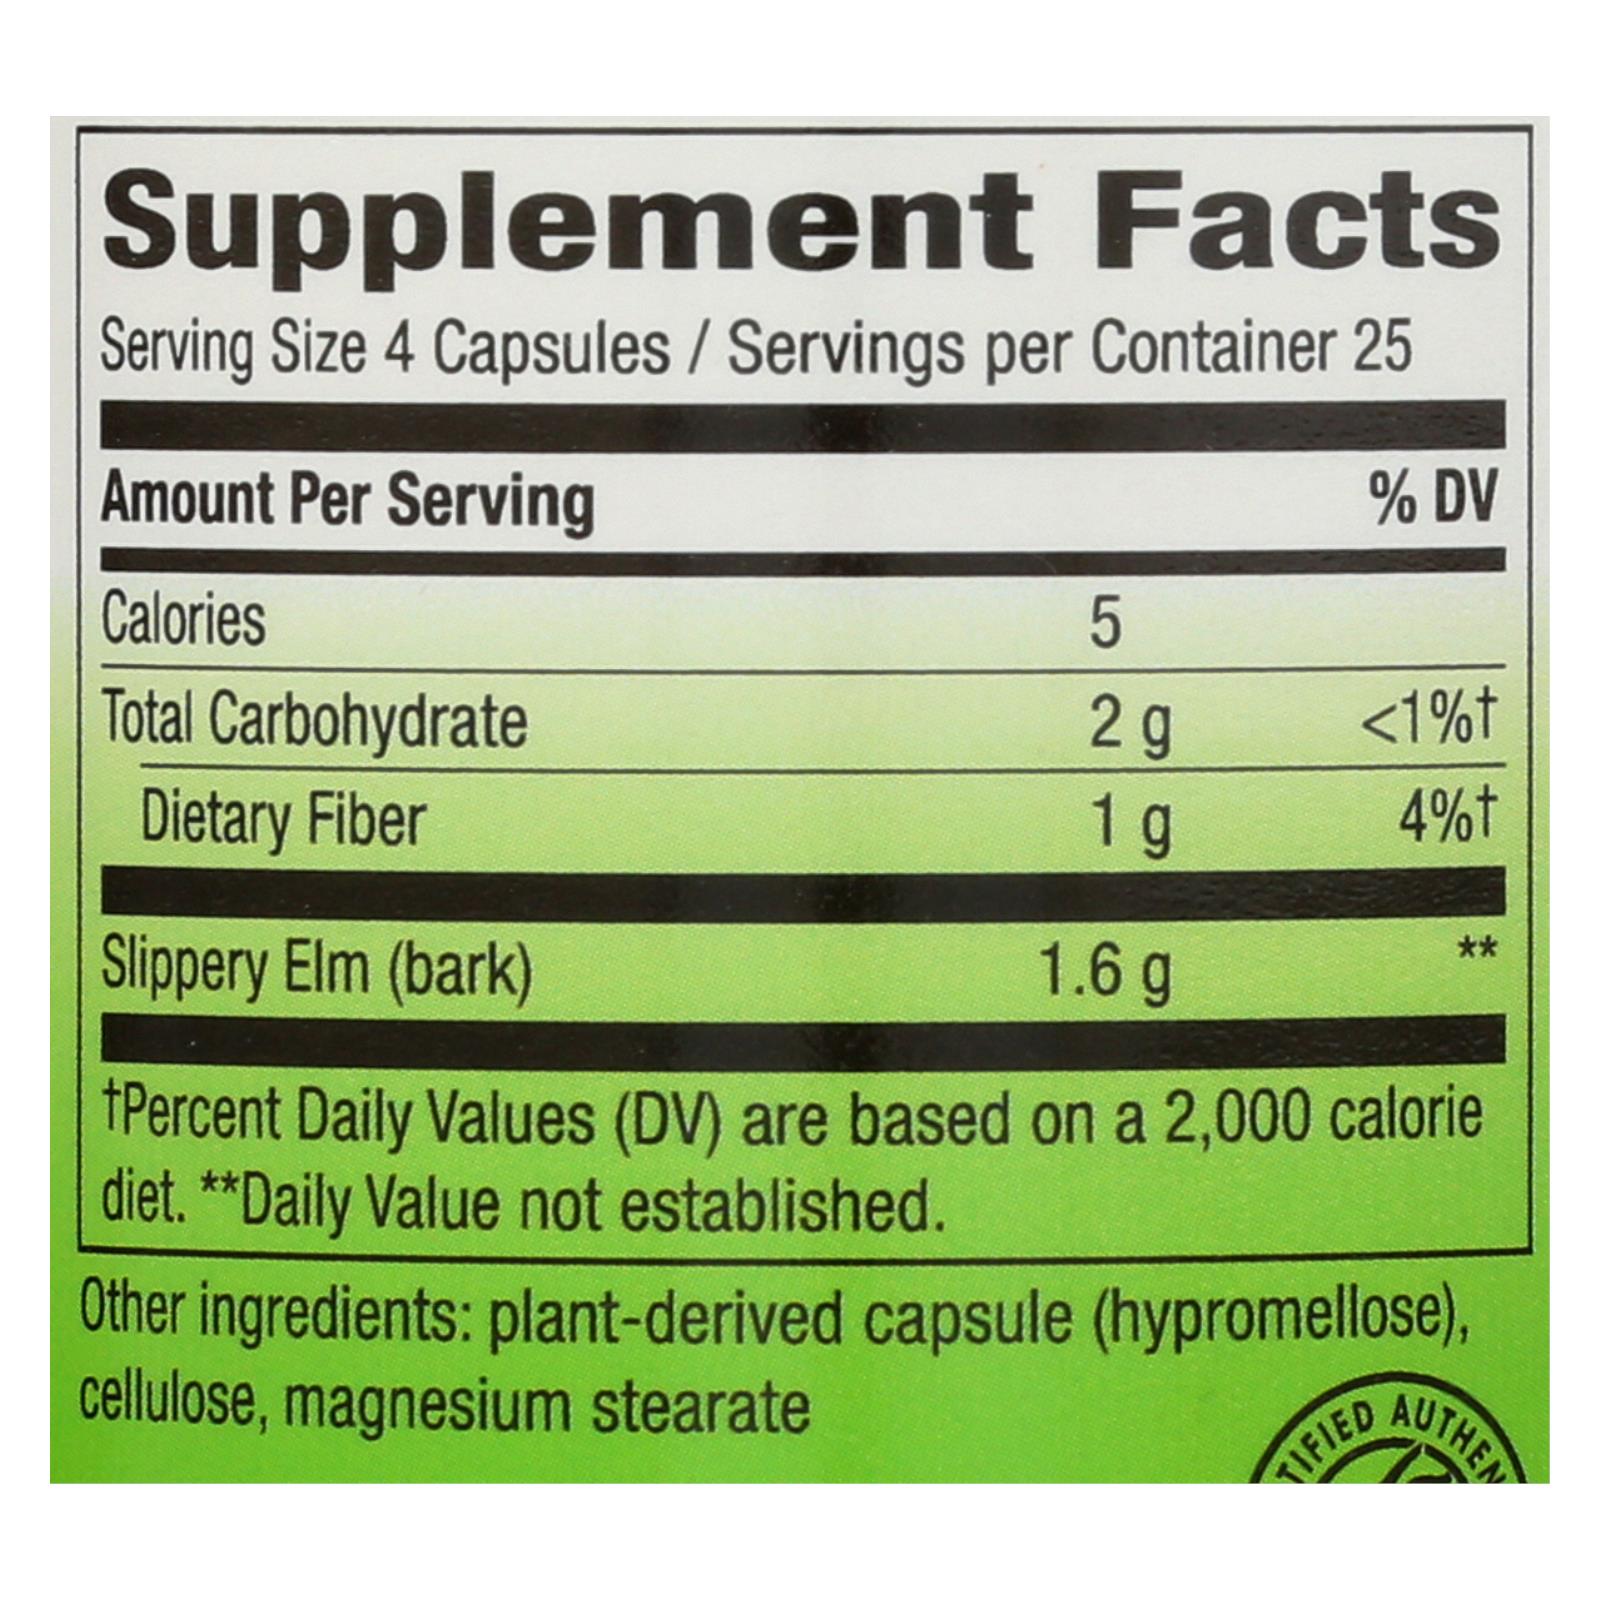 Supplement Facts
Serving Size 4 Capsules / Servings per Container 25
Amount Per Serving % DV
Calories 5
Total Carbohydrate 2 g <1%†
Dietary Fiber 1 g 4%†
Slippery Elm (bark) 1.6 g **
†Percent Daily Values (DV) are based on a 2,000 calorie
diet. **Daily Value not established.
Other ingredients: plant-derived capsule (hypromellose),
cellulose, magnesium stearate